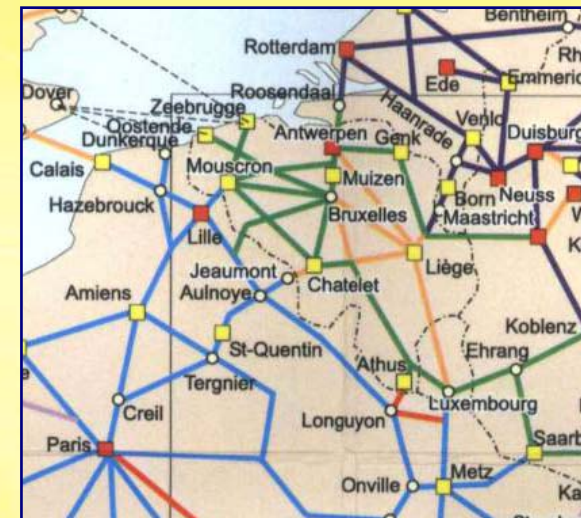 Bentheim
Rotterdam
Ede
Emmeric
Rh
Dover
Roosendaal
Zeebrugge
Haanrade
Venlo
Oostende
Antwerpen
Genk
Duisburg
Dunkerque
Calais
Mouscron
Muizen
Born
Neuss
Hazebrouck
Bruxelles
Maastricht
W
K
Lille
Liège
Jeaumont
Chatelet
Aulnoye
Amiens
Koblenz
St-Quentin
Athus
Ehrang
e
Tergnier
Luxembourg
Creil
Longuyon
Paris
Saarb
Onville
Metz
Ka